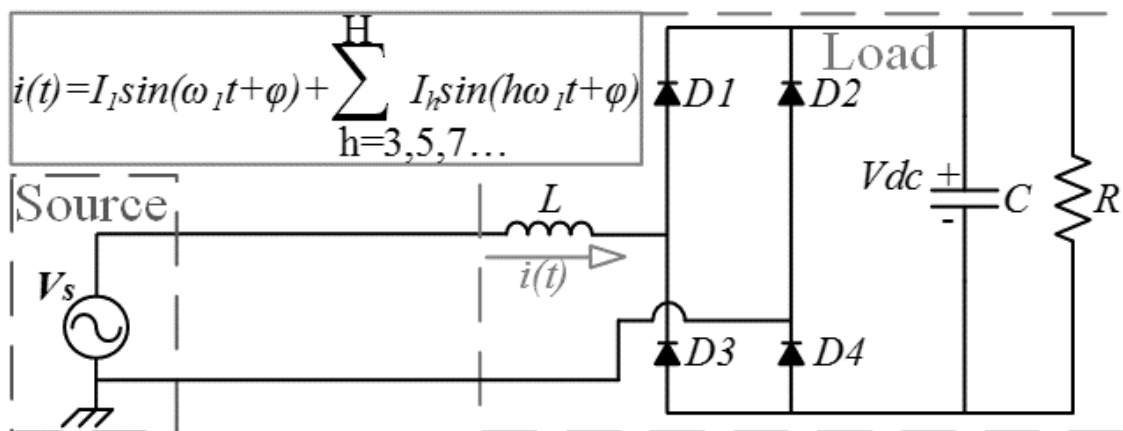 i(t)=I₁sin(ω₁t+φ)+ H ∑ h=3,5,7... Iₕsin(hω₁t+φ)
Load
D1 D2
Source
L
Vdc + - C R
i(t)
Vs
D3 D4